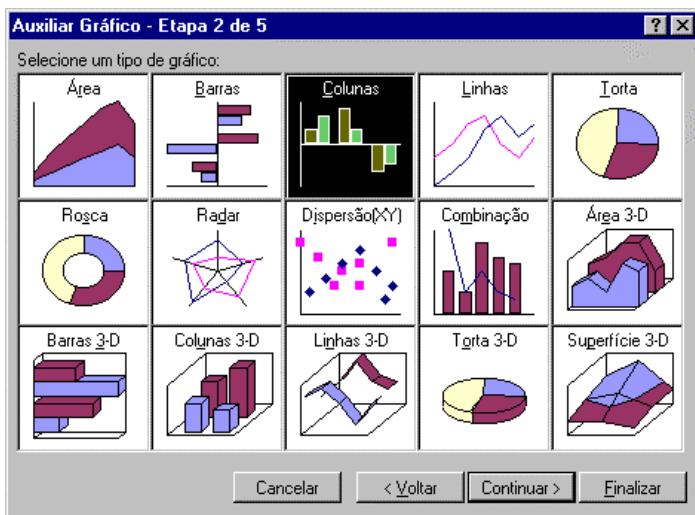 Auxiliar Gráfico - Etapa 2 de 5
Selecione um tipo de gráfico:
Área Barras Colunas Linhas Torta
Rosca Radar Dispersão(XY) Combinação Área 3-D
Barras 3-D Colunas 3-D Linhas 3-D Torta 3-D Superfície 3-D
Cancelar < Voltar Continuar > Finalizar